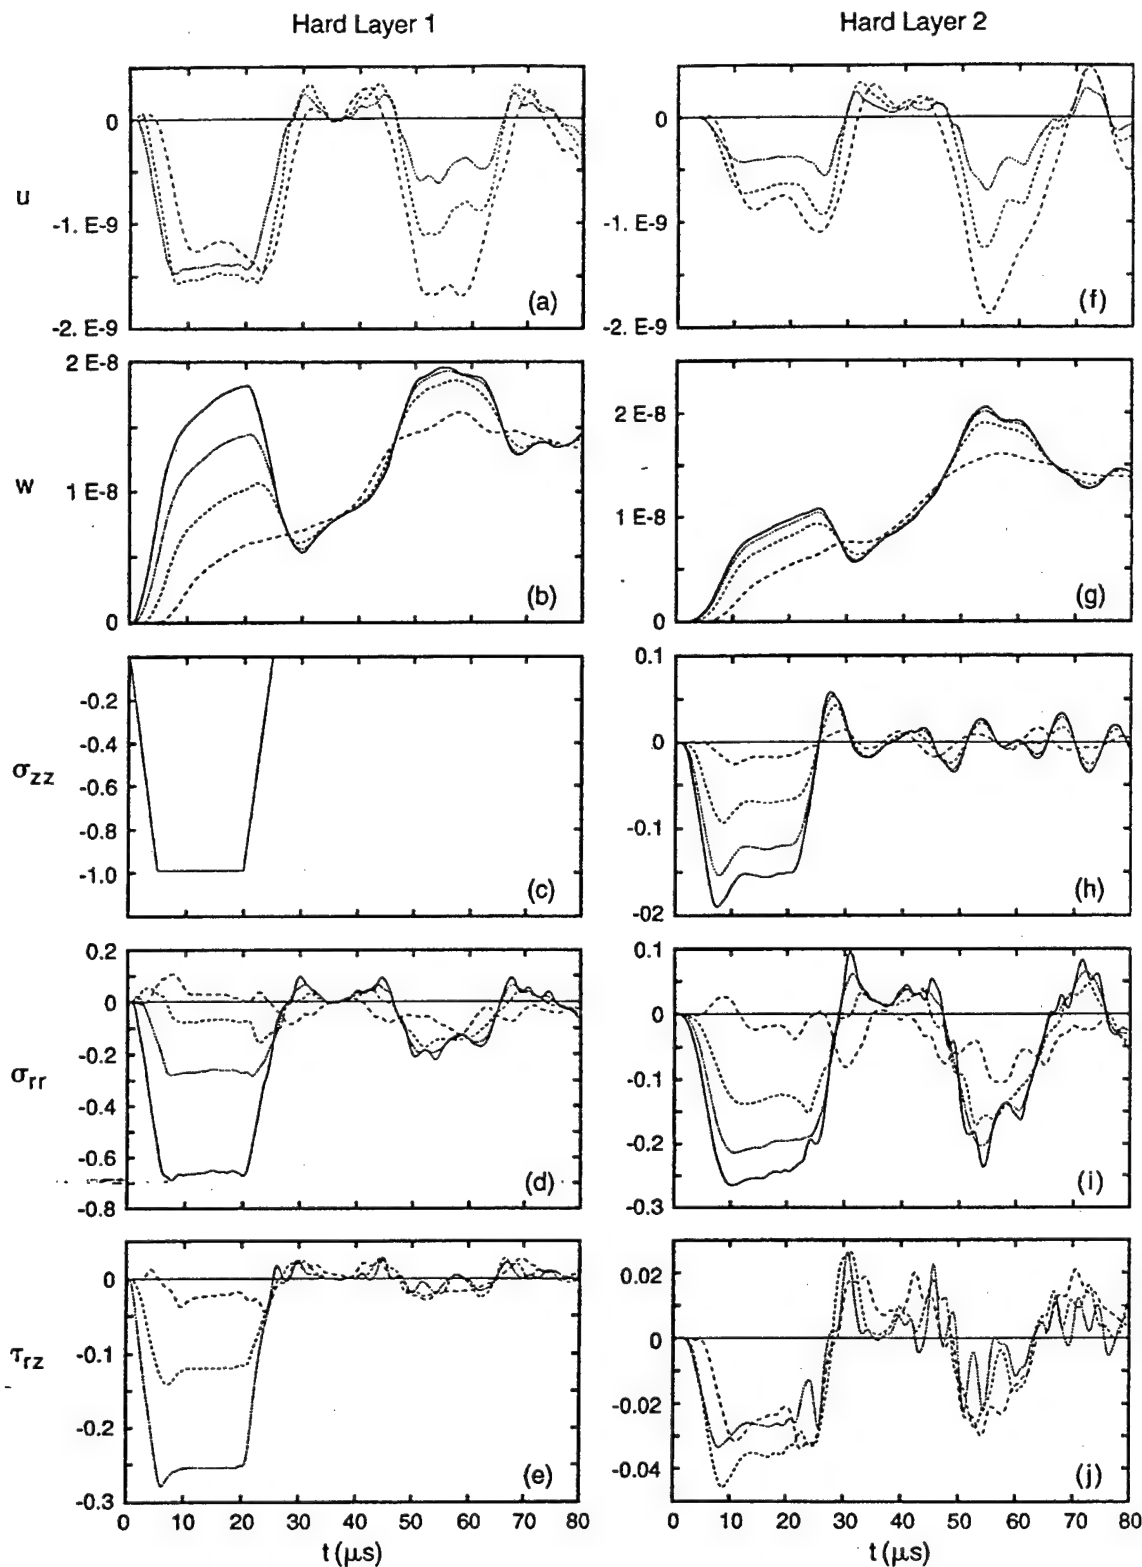 Hard Layer 1
Hard Layer 2
u
0
-1. E-9
-2. E-9
(a)
0
-1. E-9
-2. E-9
(f)
w
2 E-8
1 E-8
0
(b)
2 E-8
1 E-8
0
(g)
σzz
-0.2
-0.4
-0.6
-0.8
-1.0
(c)
0.1
0
-0.1
-02
(h)
σrr
0.2
0
-0.2
-0.4
-0.6
-0.8
(d)
0.1
0
-0.1
-0.2
-0.3
(i)
τrz
0
-0.1
-0.2
-0.3
(e)
0.02
0
-0.02
-0.04
(j)
0 10 20 30 40 50 60 70 80
t (μs)
0 10 20 30 40 50 60 70 80
t (μs)